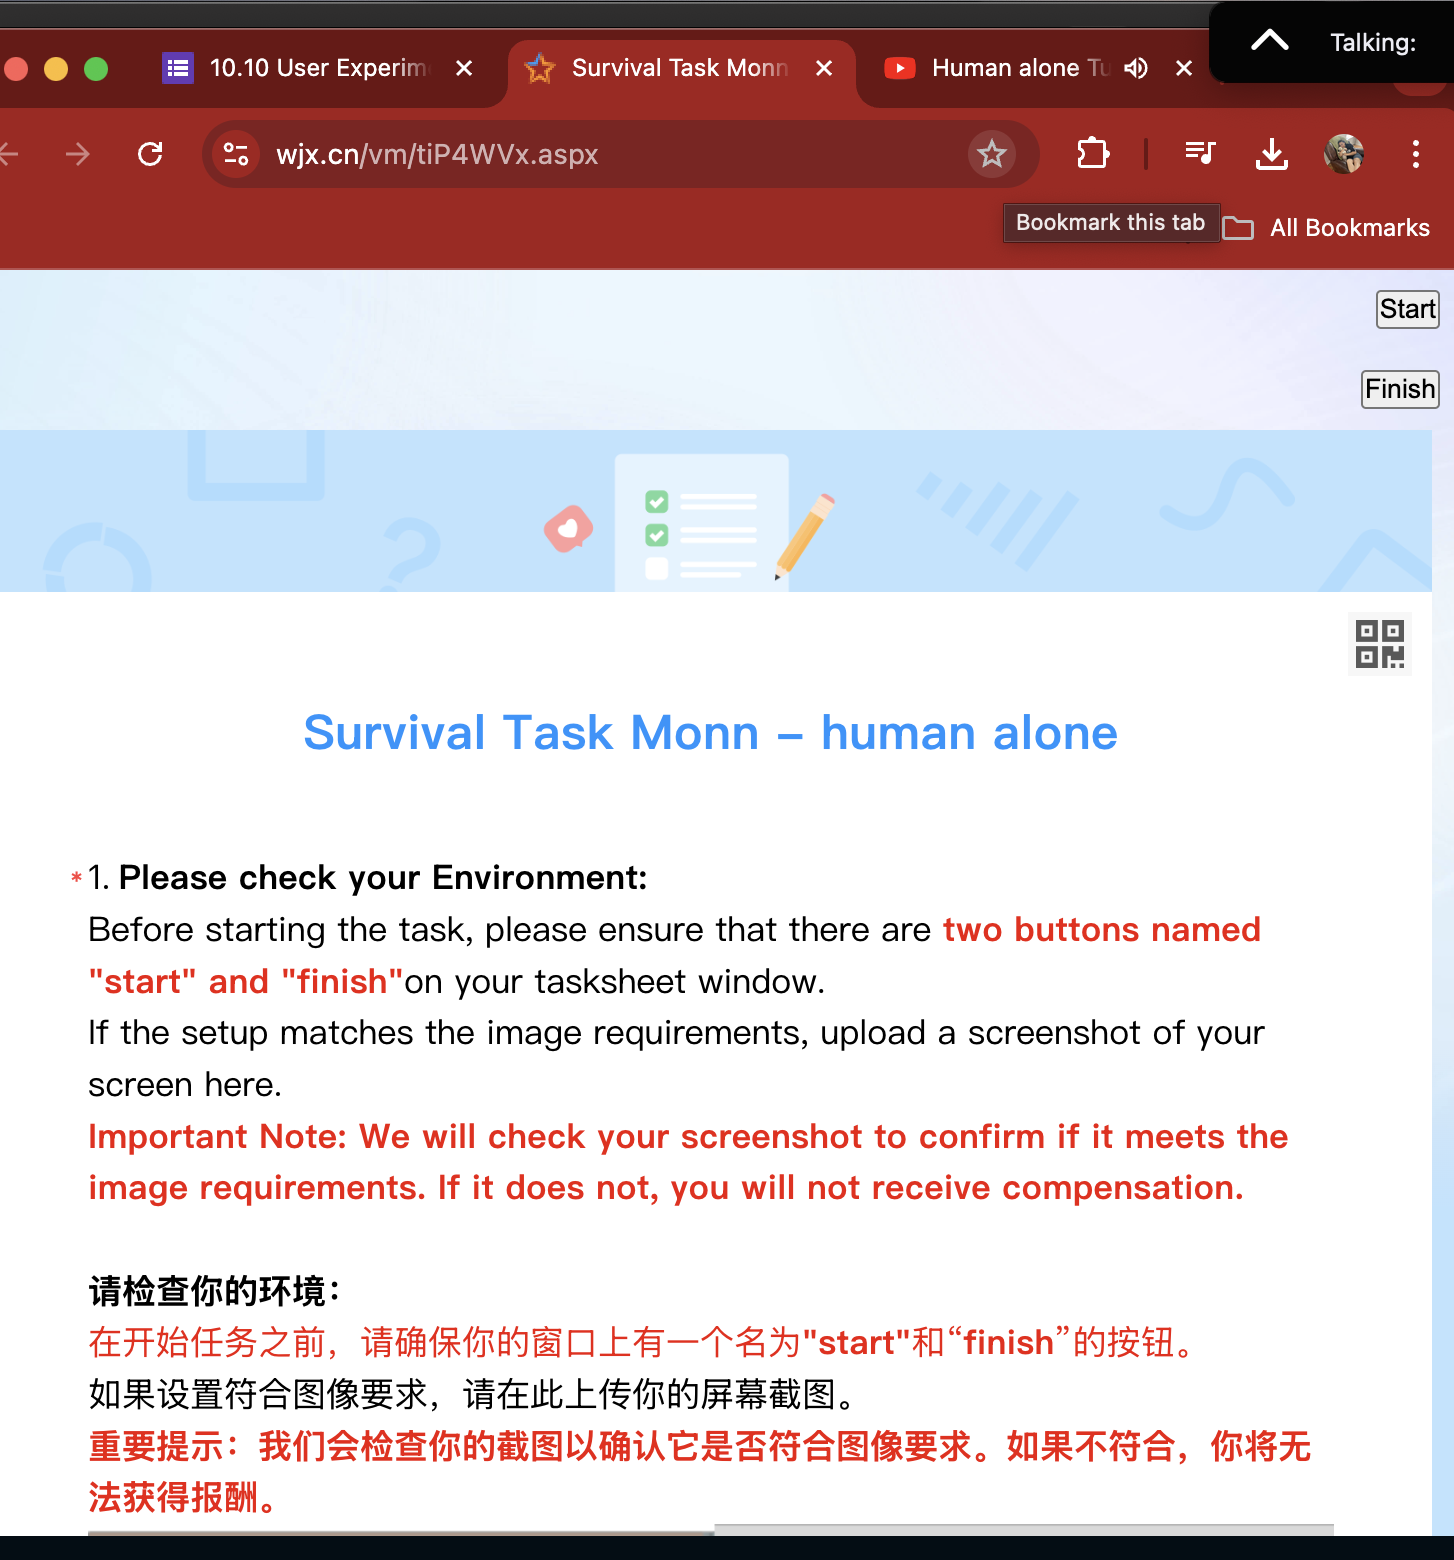 Talking:
10.10 User Experim
Survival Task Monn
Human alone Tu
wjx.cn/vm/tiP4WVx.aspx
Bookmark this tab
All Bookmarks
Start
Finish
Survival Task Monn – human alone
*1. Please check your Environment:
Before starting the task, please ensure that there are two buttons named
"start" and "finish"on your tasksheet window.
If the setup matches the image requirements, upload a screenshot of your
screen here.
Important Note: We will check your screenshot to confirm if it meets the
image requirements. If it does not, you will not receive compensation.
请检查你的环境：
在开始任务之前，请确保你的窗口上有一个名为"start"和“finish”的按钮。
如果设置符合图像要求，请在此上传你的屏幕截图。
重要提示：我们会检查你的截图以确认它是否符合图像要求。如果不符合，你将无
法获得报酬。